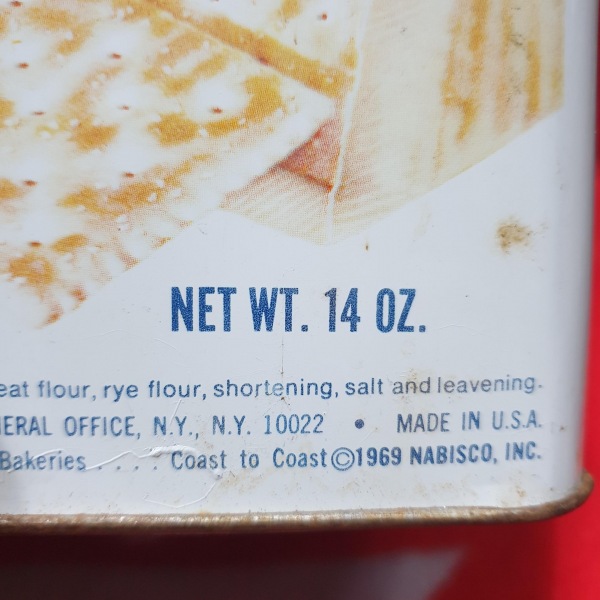 NET WT. 14 OZ.
eat flour, rye flour, shortening, salt and leavening.
ERAL OFFICE, N.Y., N.Y. 10022 • MADE IN U.S.A.
Bakeries . . . . Coast to Coast ©1969 NABISCO, INC.